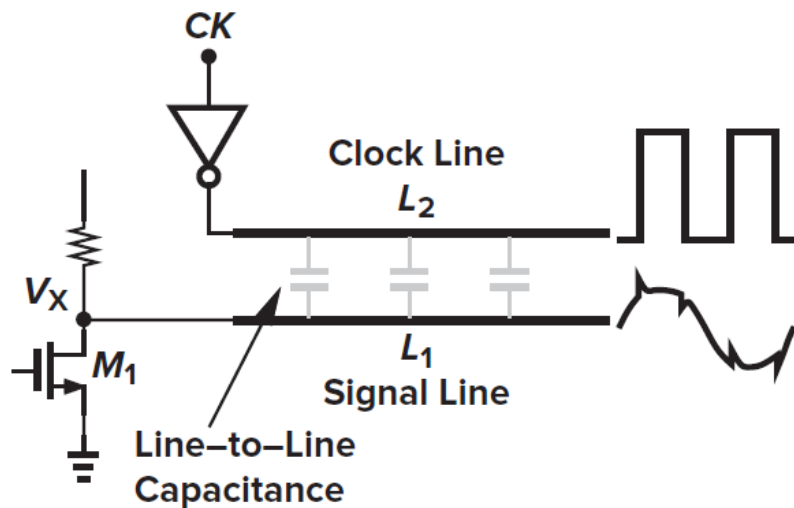 CK
Clock Line
L2
VX
M1
L1
Signal Line
Line-to-Line
Capacitance